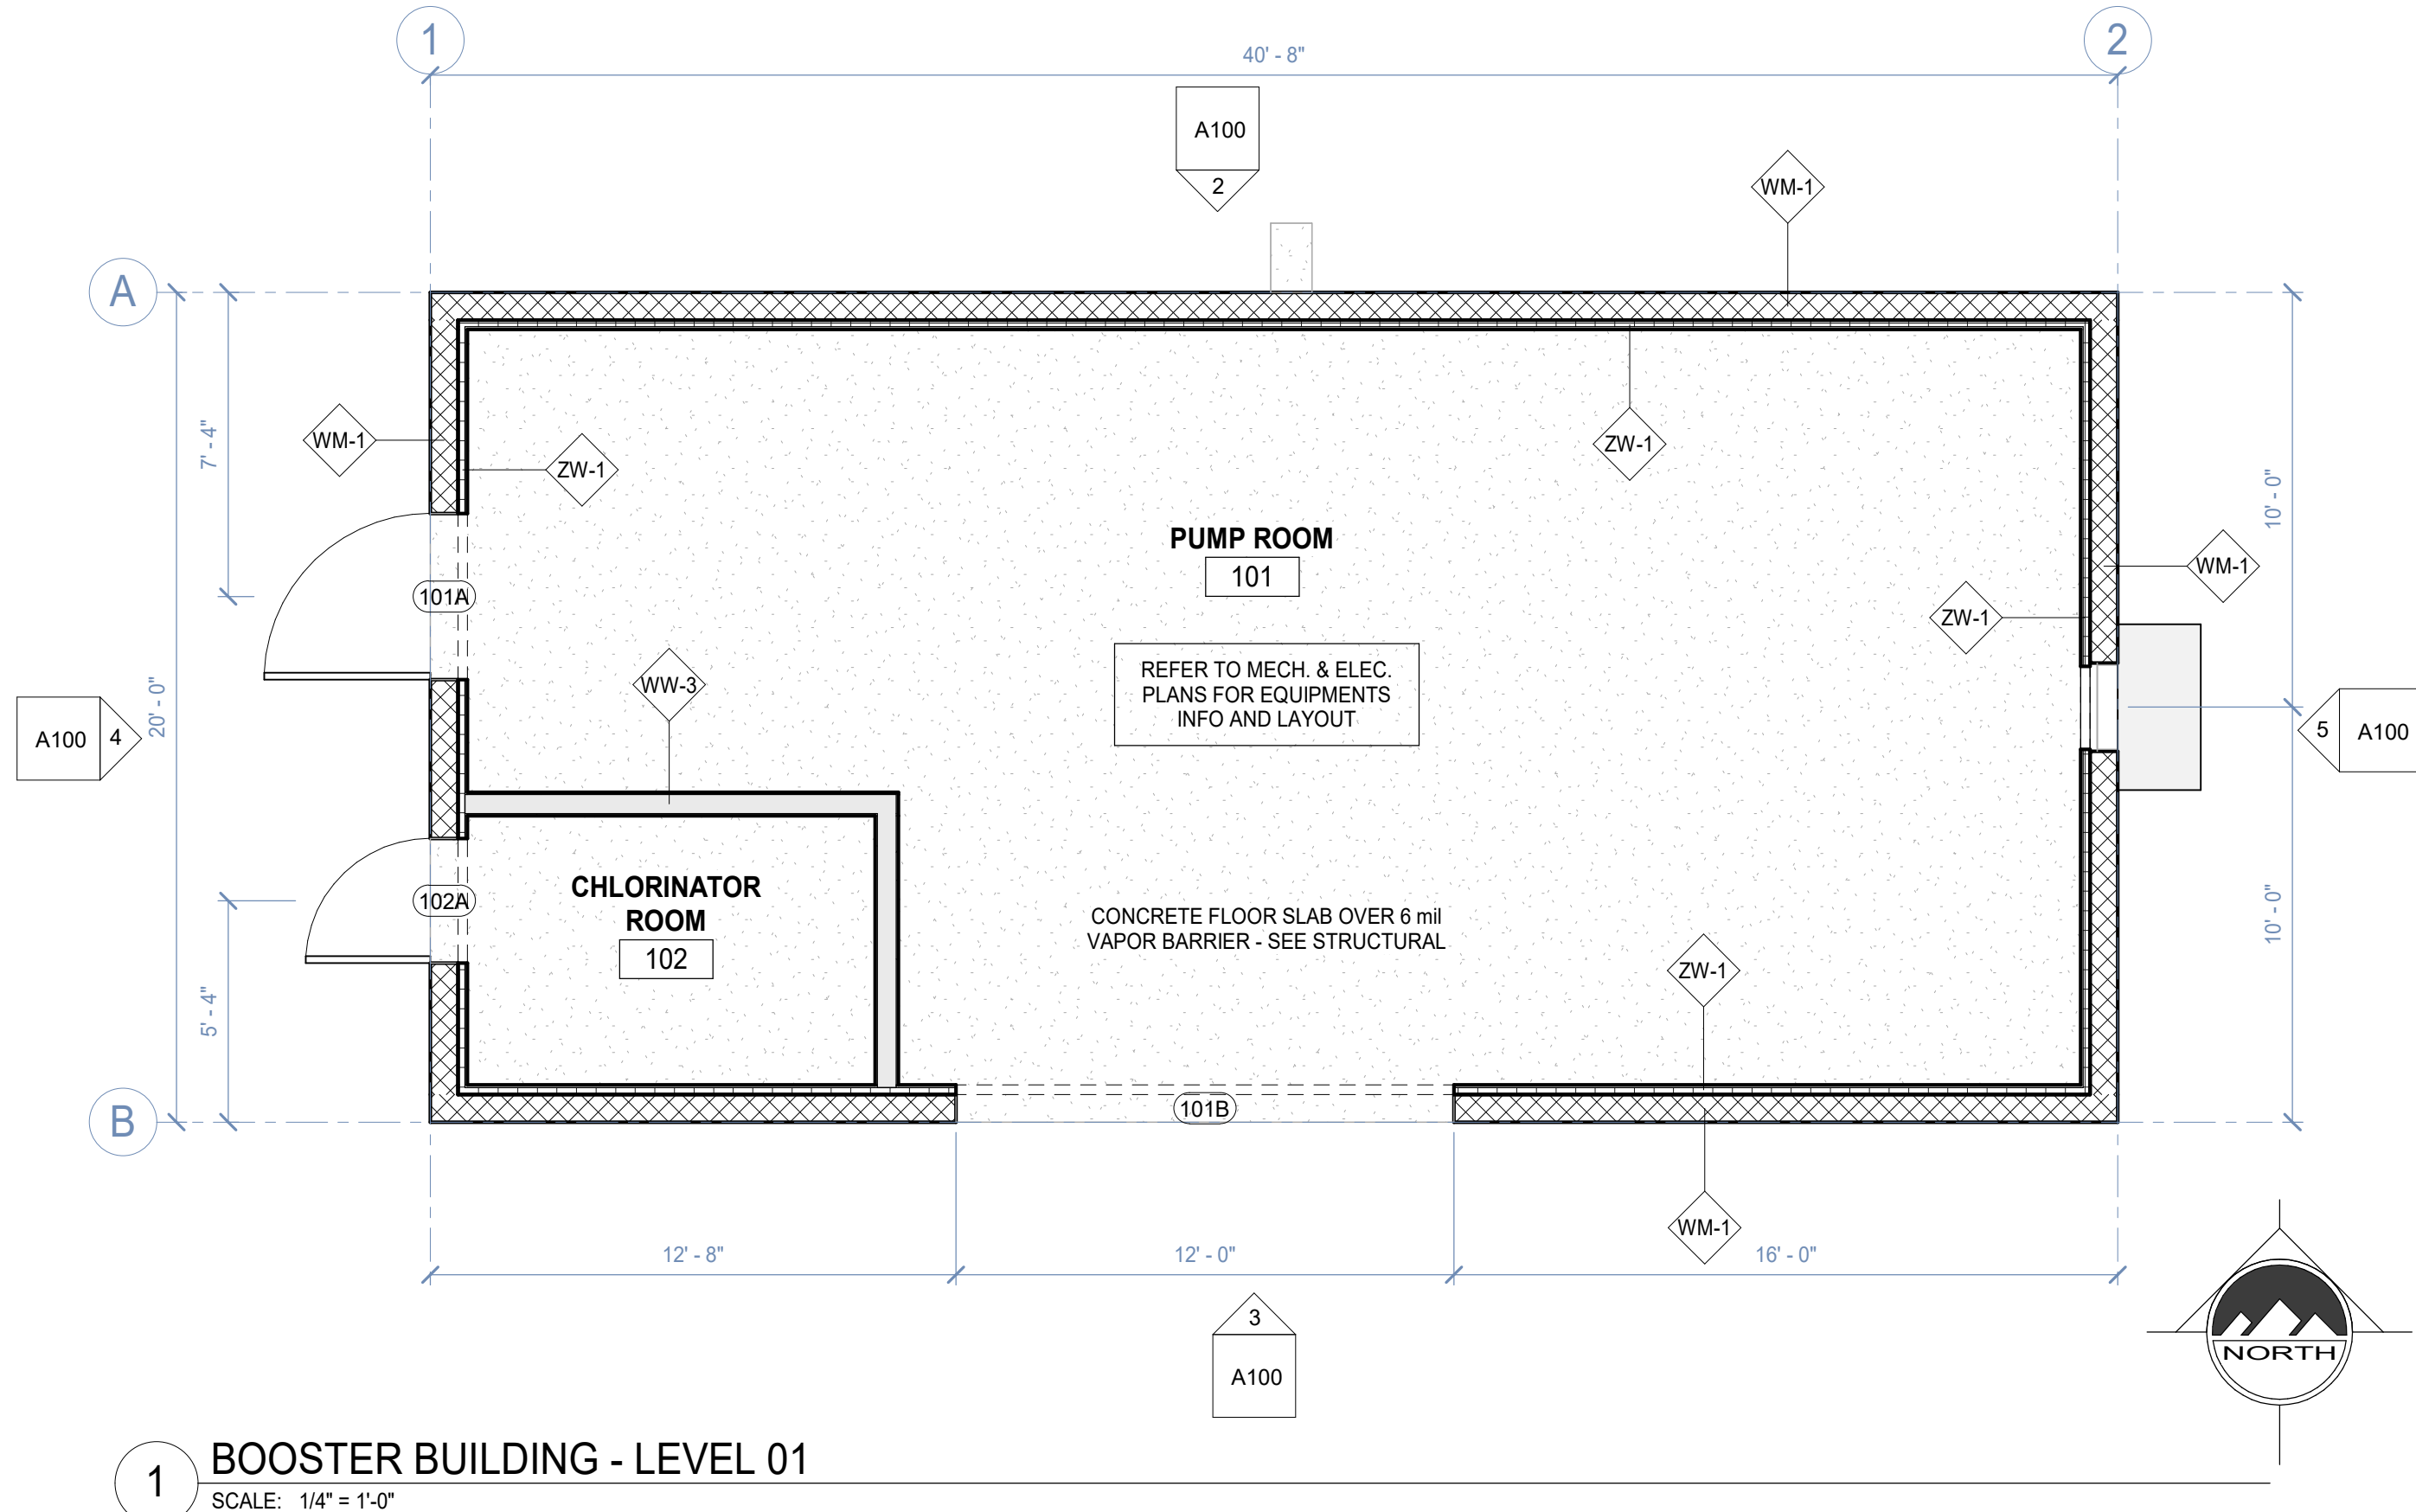 1
2
40' - 8"
A100
2
WM-1
A
7' - 4"
20' - 0"
WM-1
ZW-1
ZW-1
10' - 0"
PUMP ROOM
101
WM-1
101A
ZW-1
REFER TO MECH. & ELEC.
PLANS FOR EQUIPMENTS
INFO AND LAYOUT
WW-3
A100
4
5
A100
CHLORINATOR
ROOM
102
102A
CONCRETE FLOOR SLAB OVER 6 mil
VAPOR BARRIER - SEE STRUCTURAL
10' - 0"
ZW-1
5' - 4"
B
101B
WM-1
12' - 8"
12' - 0"
16' - 0"
3
A100
NORTH
1
BOOSTER BUILDING - LEVEL 01
SCALE: 1/4" = 1'-0"